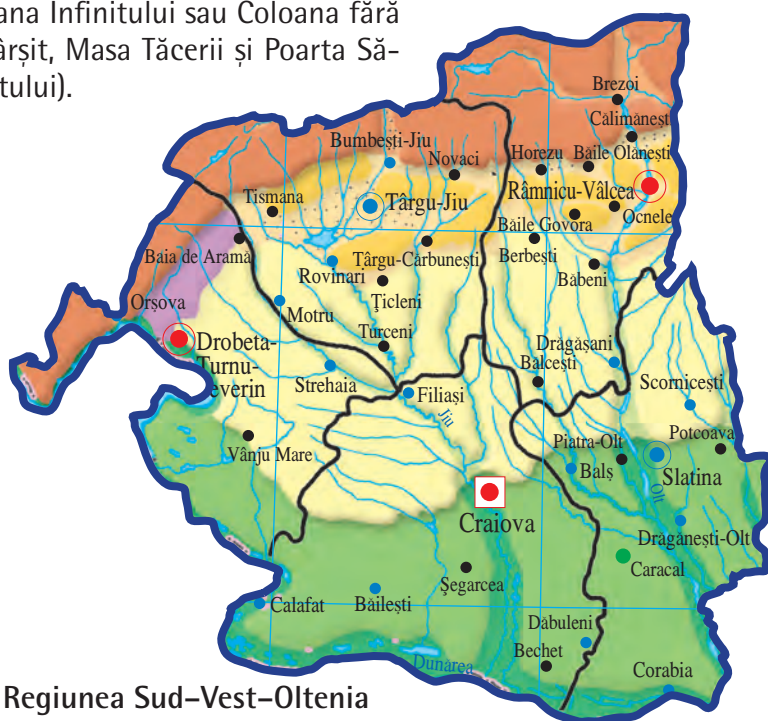 ana Infinitului sau Coloana fără
ârșit, Masa Tăcerii și Poarta Să-
tului).
Brezoi
Călimănești
Bumbești-Jiu
Novaci
Horezu
Băile Olănești
Tismana
Târgu-Jiu
Râmnicu-Vâlcea
Ocnele
Băile Govora
Baia de Aramă
Târgu-Cărbunești
Berbești
Rovinari
Băbeni
Orșova
Țicleni
Motru
Turceni
Drobeta-
Turnu-
everin
Drăgășani
Bălcești
Strehaia
Filiași
Scornicești
Jiu
Vânju Mare
Piatra-Olt
Potcoava
Balș
Slatina
Olt
Craiova
Drăgănești-Olt
Caracal
Șegarcea
Calafat
Băilești
Dăbuleni
Bechet
Dunărea
Corabia
Regiunea Sud-Vest-Oltenia